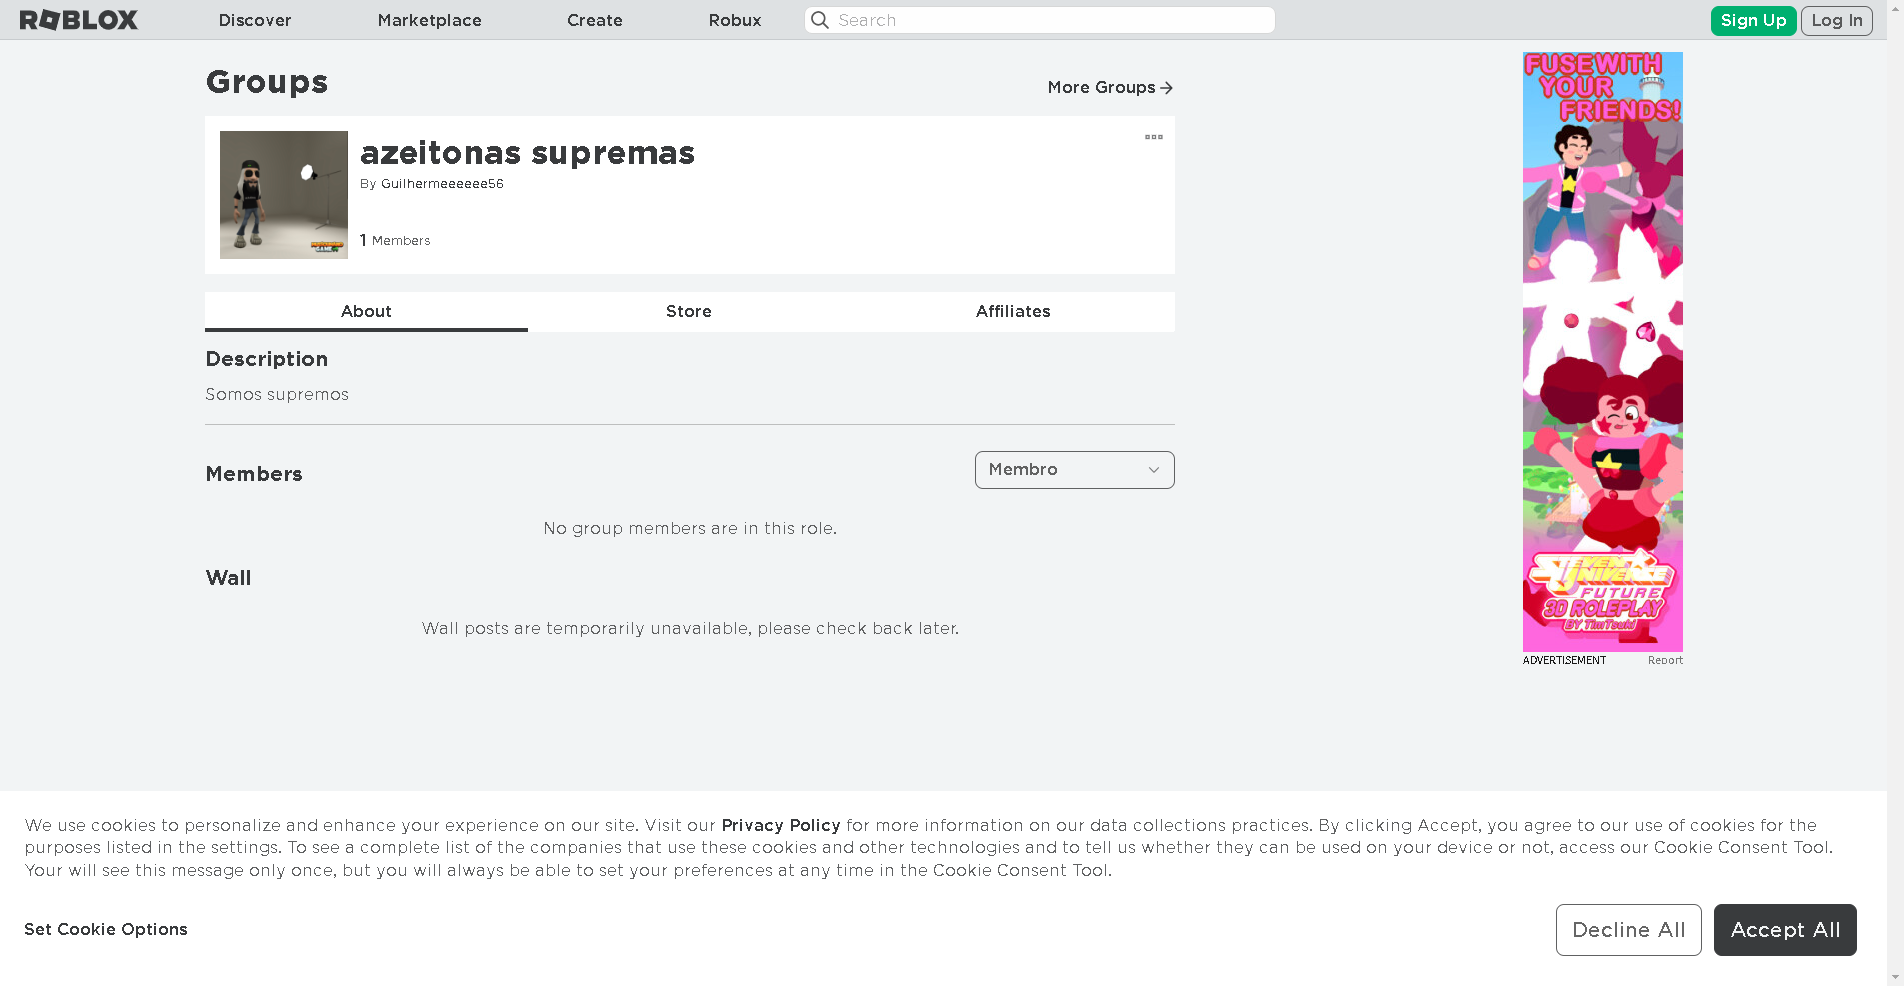 ROBLOX
Discover
Marketplace
Create
Robux
Search
Sign Up
Log In
Groups
More Groups
azeitonas supremas
By Guilhermeeeeee56
1 Members
About
Store
Affiliates
Description
Somos supremos
Members
Membro
No group members are in this role.
Wall
Wall posts are temporarily unavailable, please check back later.
FUSE WITH
YOUR
FRIENDS!
STEVEN
UNIVERSE
FUTURE
3D ROLEPLAY
BY TimTsuki
ADVERTISEMENT
Report
We use cookies to personalize and enhance your experience on our site. Visit our Privacy Policy for more information on our data collections practices. By clicking Accept, you agree to our use of cookies for the
purposes listed in the settings. To see a complete list of the companies that use these cookies and other technologies and to tell us whether they can be used on your device or not, access our Cookie Consent Tool.
Your will see this message only once, but you will always be able to set your preferences at any time in the Cookie Consent Tool.
Set Cookie Options
Decline All
Accept All